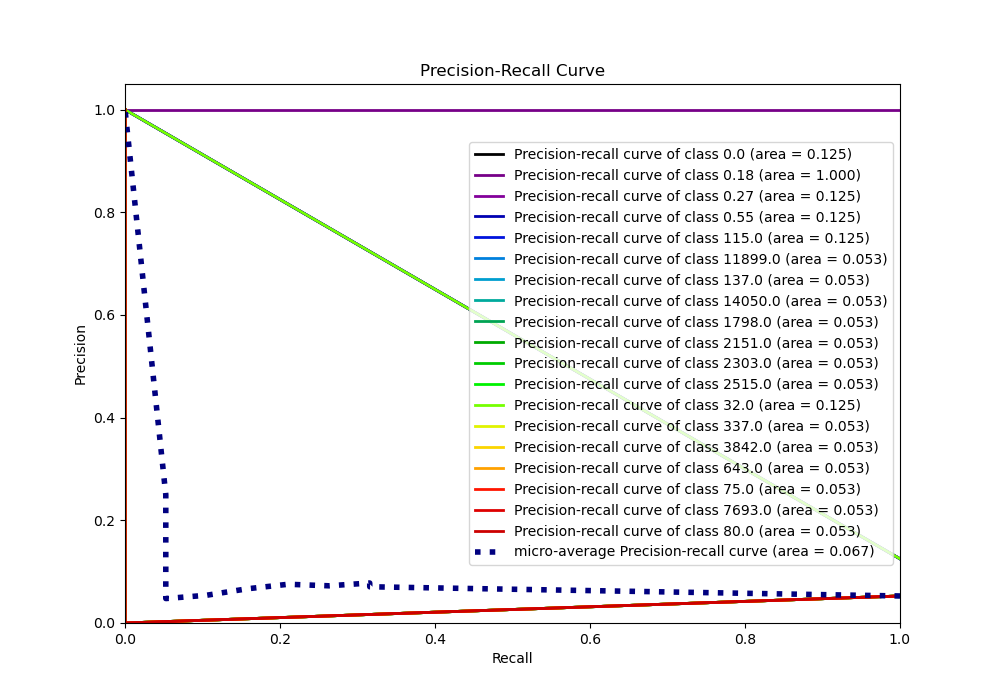 Precision-Recall Curve
1.0
0.8
0.6
0.4
0.2
0.0
Precision
Precision-recall curve of class 0.0 (area = 0.125)
Precision-recall curve of class 0.18 (area = 1.000)
Precision-recall curve of class 0.27 (area = 0.125)
Precision-recall curve of class 0.55 (area = 0.125)
Precision-recall curve of class 115.0 (area = 0.125)
Precision-recall curve of class 11899.0 (area = 0.053)
Precision-recall curve of class 137.0 (area = 0.053)
Precision-recall curve of class 14050.0 (area = 0.053)
Precision-recall curve of class 1798.0 (area = 0.053)
Precision-recall curve of class 2151.0 (area = 0.053)
Precision-recall curve of class 2303.0 (area = 0.053)
Precision-recall curve of class 2515.0 (area = 0.053)
Precision-recall curve of class 32.0 (area = 0.125)
Precision-recall curve of class 337.0 (area = 0.053)
Precision-recall curve of class 3842.0 (area = 0.053)
Precision-recall curve of class 643.0 (area = 0.053)
Precision-recall curve of class 75.0 (area = 0.053)
Precision-recall curve of class 7693.0 (area = 0.053)
Precision-recall curve of class 80.0 (area = 0.053)
micro-average Precision-recall curve (area = 0.067)
0.0 0.2 0.4 0.6 0.8 1.0
Recall